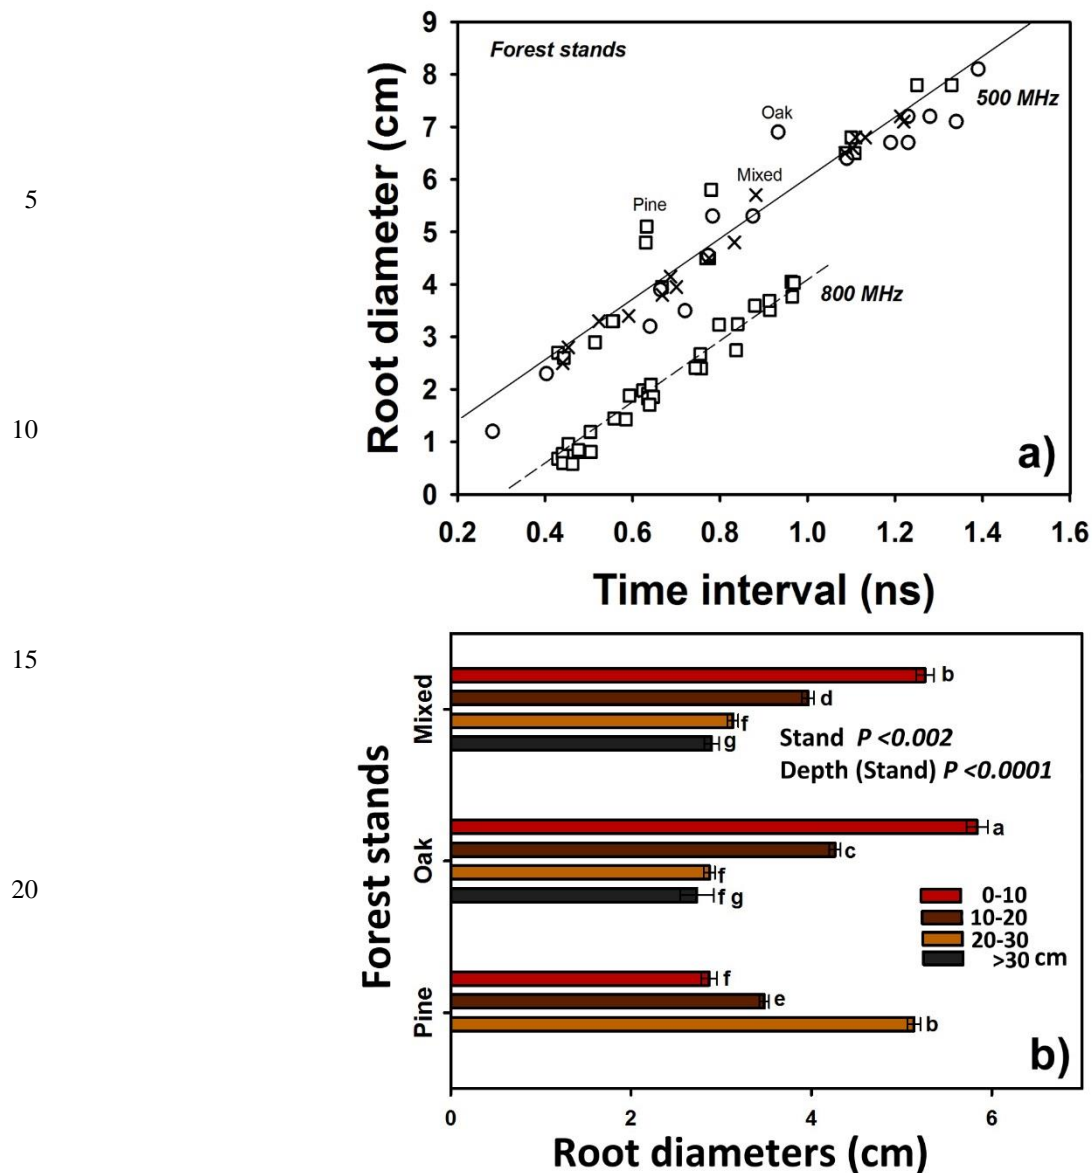 9
Forest stands
8
500 MHz
7
Oak
6
Mixed
5
Pine
5
4
800 MHz
3
2
10
1
a)
0
0.2 0.4 0.6 0.8 1.0 1.2 1.4 1.6
Root diameter (cm)
Time interval (ns)
15
b
d
f
g
Mixed
Stand P <0.002
Depth (Stand) P <0.0001
a
c
f
f g
Oak
20
0-10
10-20
20-30
>30 cm
f
e
b
Pine
b)
Forest stands
0 2 4 6
Root diameters (cm)